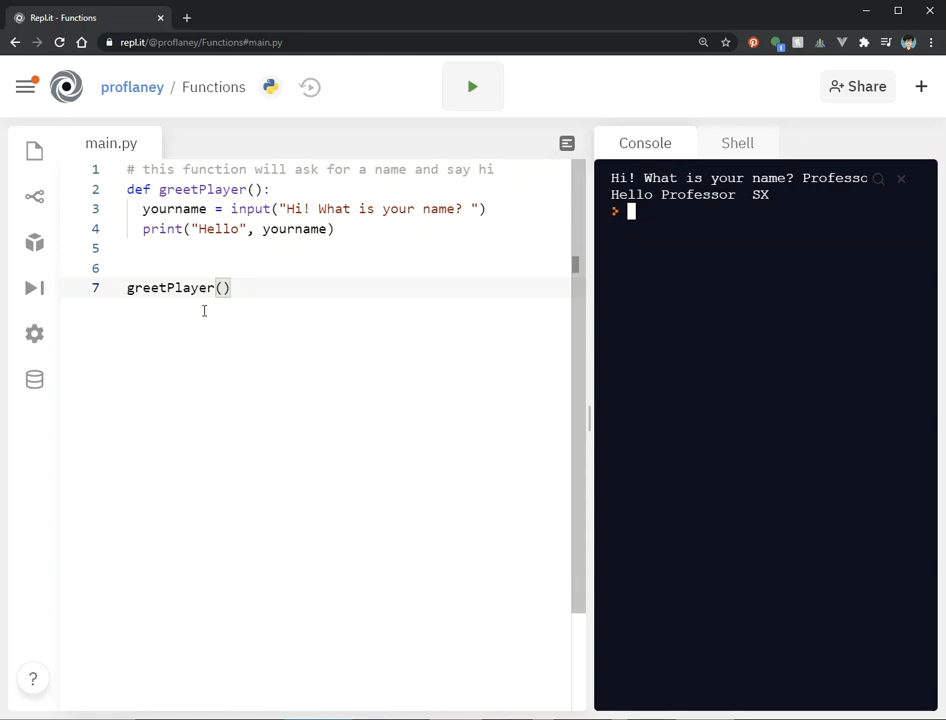 Repl.it - Functions
repl.it/@proflaney/Functions#main.py
proflaney / Functions
Share
main.py
Console
Shell
1 # this function will ask for a name and say hi
2 def greetPlayer():
3 yourname = input("Hi! What is your name? ")
4 print("Hello", yourname)
5
6
7 greetPlayer()
Hi! What is your name? Professo
Hello Professor SX
>
?